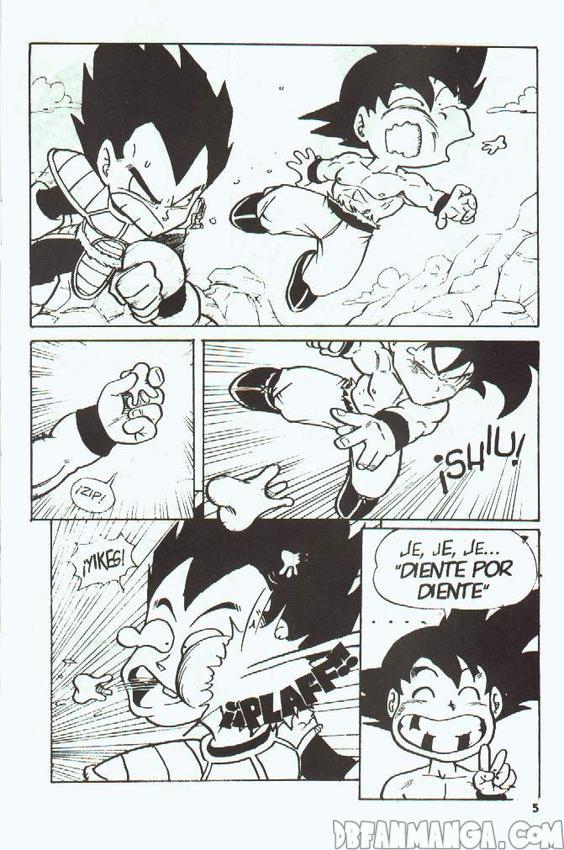 ¡ZIP!
¡SHIU!
¡YIKES!
¡¡PLAFF!!
JE, JE, JE...
"DIENTE POR
DIENTE"
....
5
DBFANMANGA.COM